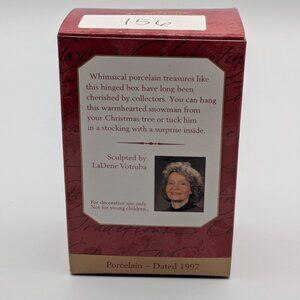 156
Whimsical porcelain treasures like
this hinged box have long been
cherished by collectors. You can hang
this warmhearted snowman from
your Christmas tree or tuck him
in a stocking with a surprise inside.
Sculpted by
LaDene Votruba
For decorative use only.
Not for young children.
Porcelain – Dated 1997